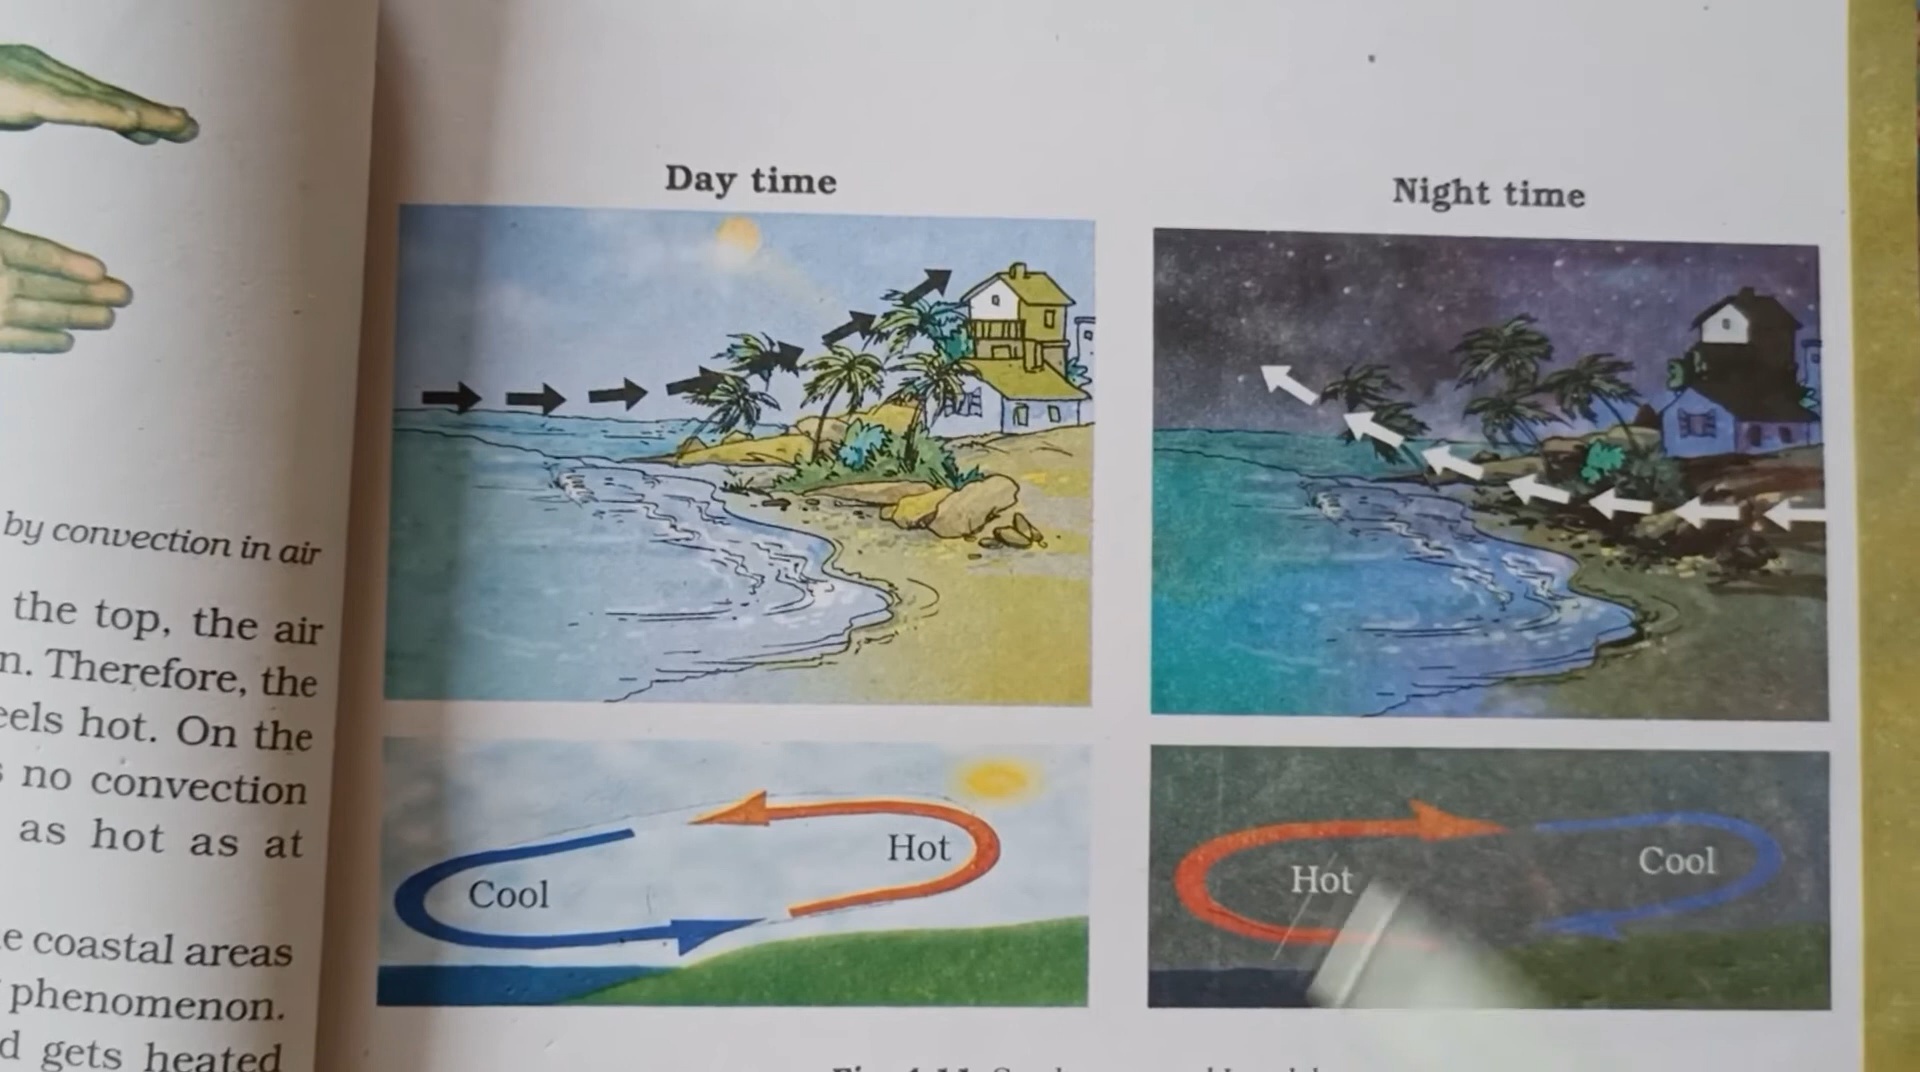 by convection in air
the top, the air
Therefore, the
hot. On the
no convection
as hot as at
coastal areas
phenomenon.
gets heated
Day time
Night time
Hot
Cool
Hot
Cool